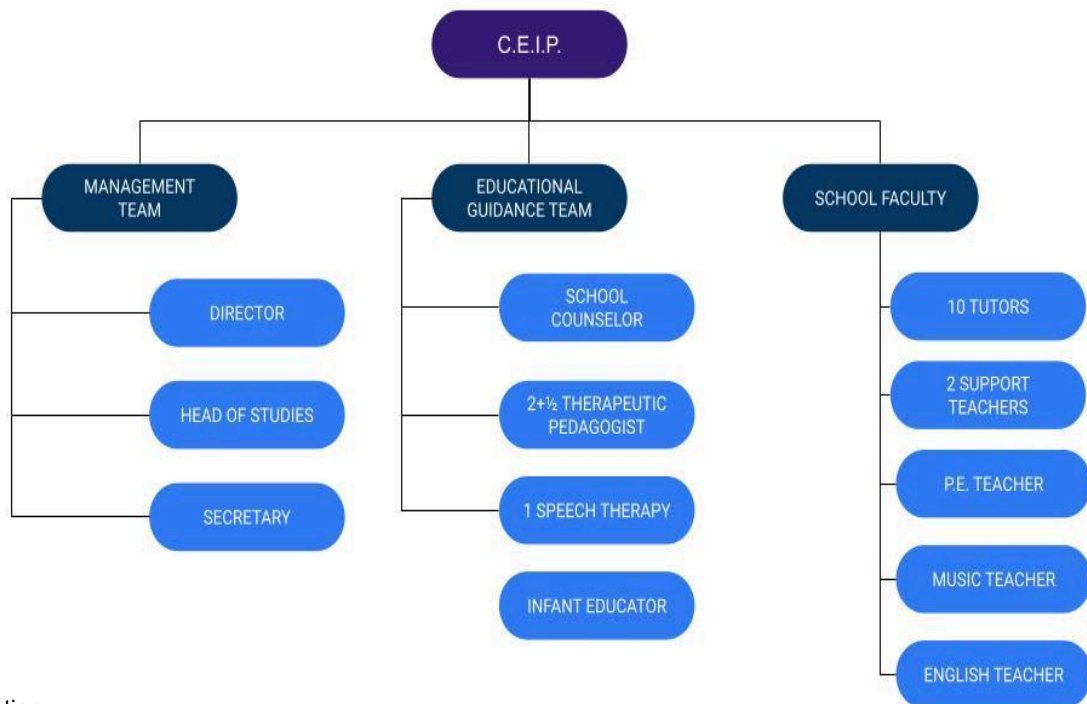 C.E.I.P.
MANAGEMENT
TEAM
DIRECTOR
HEAD OF STUDIES
SECRETARY
EDUCATIONAL
GUIDANCE TEAM
SCHOOL
COUNSELOR
2+½ THERAPEUTIC
PEDAGOGIST
1 SPEECH THERAPY
INFANT EDUCATOR
SCHOOL FACULTY
10 TUTORS
2 SUPPORT
TEACHERS
P.E. TEACHER
MUSIC TEACHER
ENGLISH TEACHER